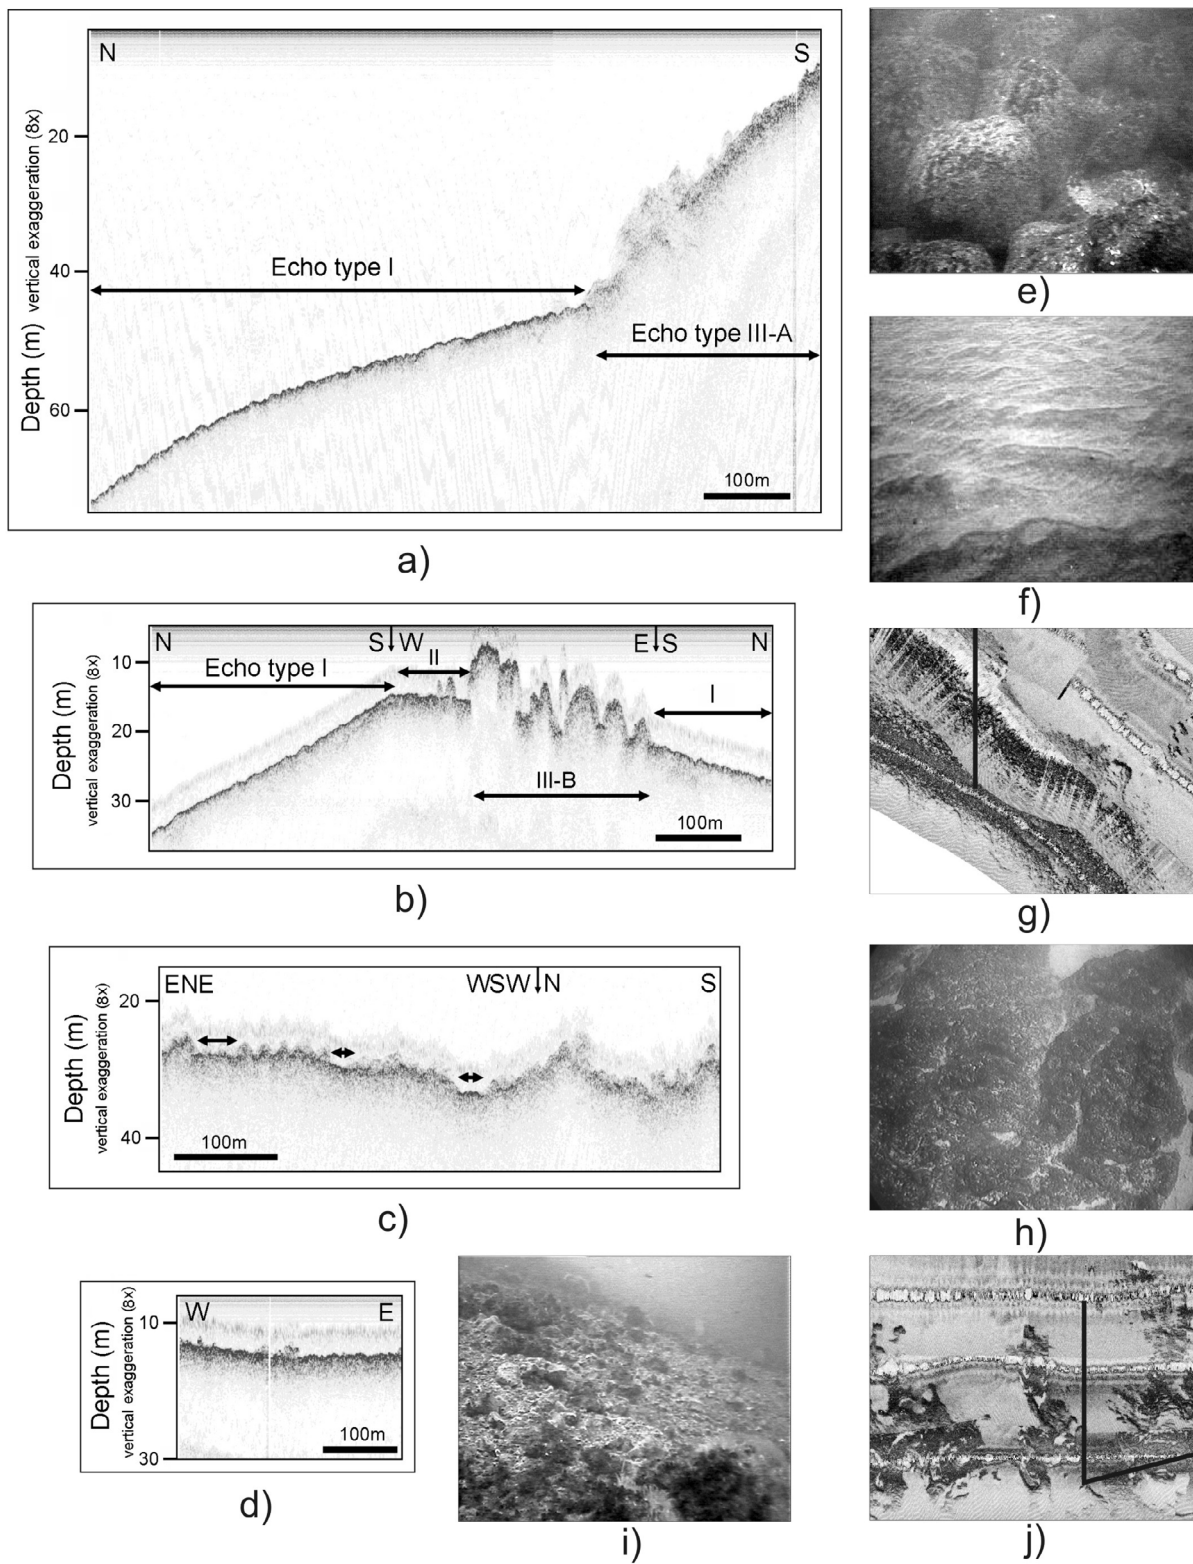 N
S
20
Echo type I
40
Echo type III-A
60
100m
Depth (m) vertical exaggeration (8x)
a)
N
S W
E S
N
10
Echo type I
II
I
20
III-B
30
100m
Depth (m)
vertical exaggeration (8x)
b)
ENE
WSW N
S
20
40
100m
Depth (m)
vertical exaggeration (8x)
c)
W
E
10
30
100m
Depth (m)
vertical exaggeration (8x)
d)
i)
e)
f)
g)
h)
j)